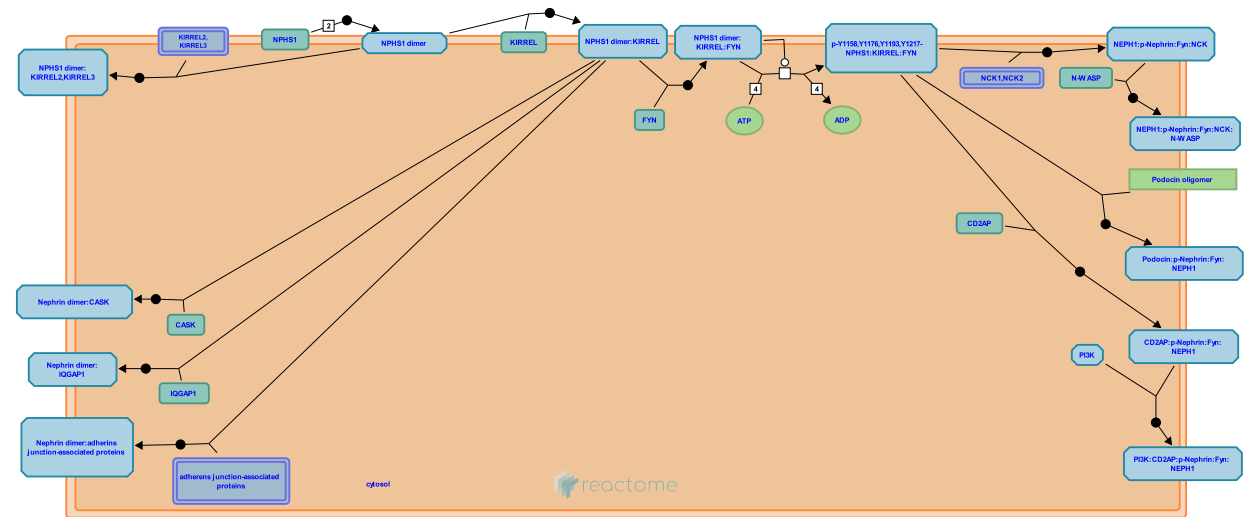 KIRREL2,
KIRREL3
NPHS1
2
NPHS1 dimer
KIRREL
NPHS1 dimer:KIRREL
NPHS1 dimer:
KIRREL:FYN
p-Y1158,Y1176,Y1193,Y1217-
NPHS1:KIRREL:FYN
NEPH1:p-Nephrin:Fyn:NCK
NPHS1 dimer:
KIRREL2,KIRREL3
NCK1,NCK2
N-WASP
4
4
FYN
ATP
ADP
NEPH1:p-Nephrin:Fyn:NCK:
N-WASP
Podocin oligomer
CD2AP
Podocin:p-Nephrin:Fyn:
NEPH1
Nephrin dimer:CASK
CASK
CD2AP:p-Nephrin:Fyn:
NEPH1
PI3K
Nephrin dimer:
IQGAP1
IQGAP1
Nephrin dimer:adherins
junction-associated proteins
adherens junction-associated
proteins
cytosol
reactome
PI3K:CD2AP:p-Nephrin:Fyn:
NEPH1